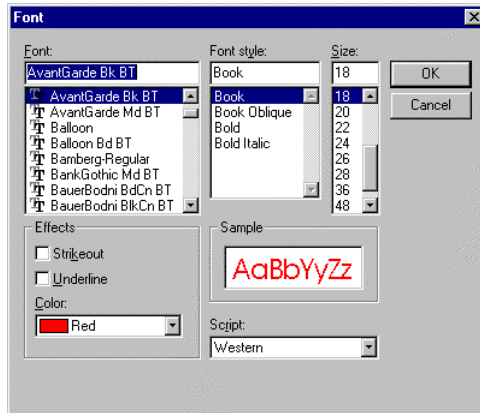 Font
Font: Font style: Size:
AvantGarde Bk BT Book 18 OK
AvantGarde Bk BT Book 18 Cancel
AvantGarde Md BT Book Oblique 20
Balloon Bold 22
Balloon Bd BT Bold Italic 24
Bamberg-Regular 26
BankGothic Md BT 28
BauerBodni BdCn BT 36
BauerBodni BlkCn BT 48
Effects Sample
Strikeout
Underline AaBbYyZz
Color:
Red Script:
Western